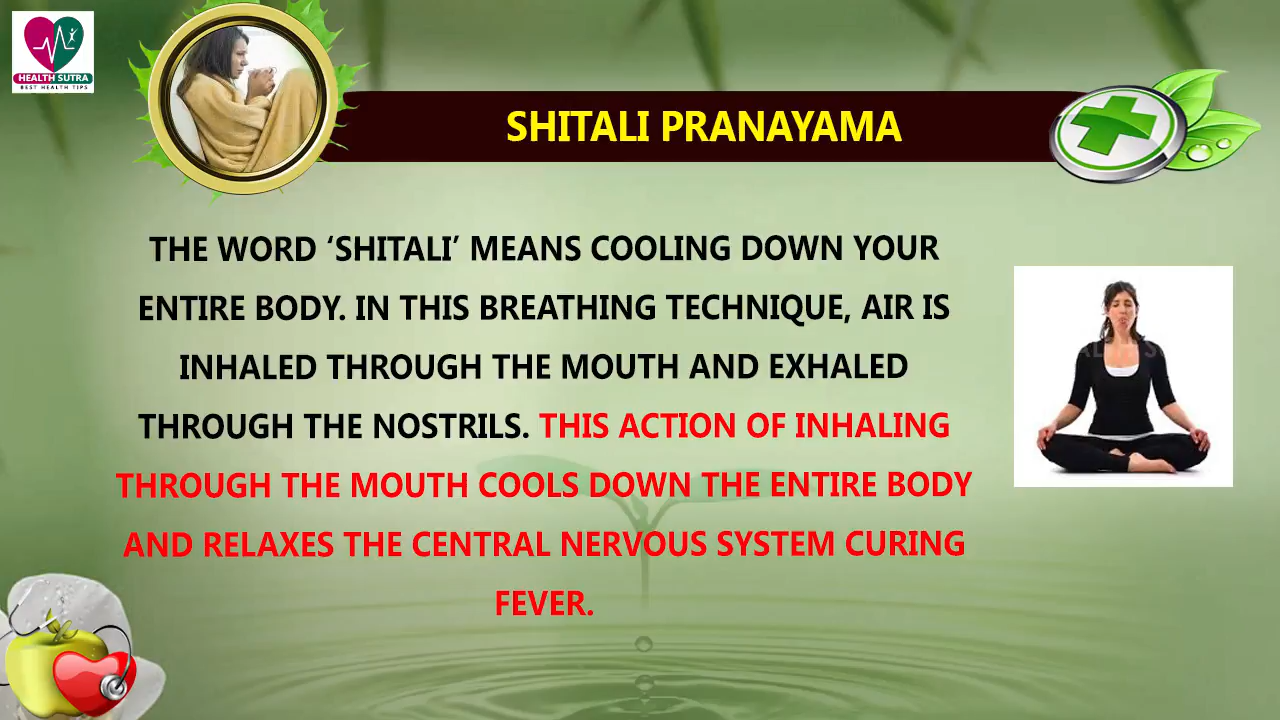 HEALTH SUTRA
BEST HEALTH TIPS
SHITALI PRANAYAMA
THE WORD ‘SHITALI’ MEANS COOLING DOWN YOUR
ENTIRE BODY. IN THIS BREATHING TECHNIQUE, AIR IS
INHALED THROUGH THE MOUTH AND EXHALED
THROUGH THE NOSTRILS. THIS ACTION OF INHALING
THROUGH THE MOUTH COOLS DOWN THE ENTIRE BODY
AND RELAXES THE CENTRAL NERVOUS SYSTEM CURING
FEVER.